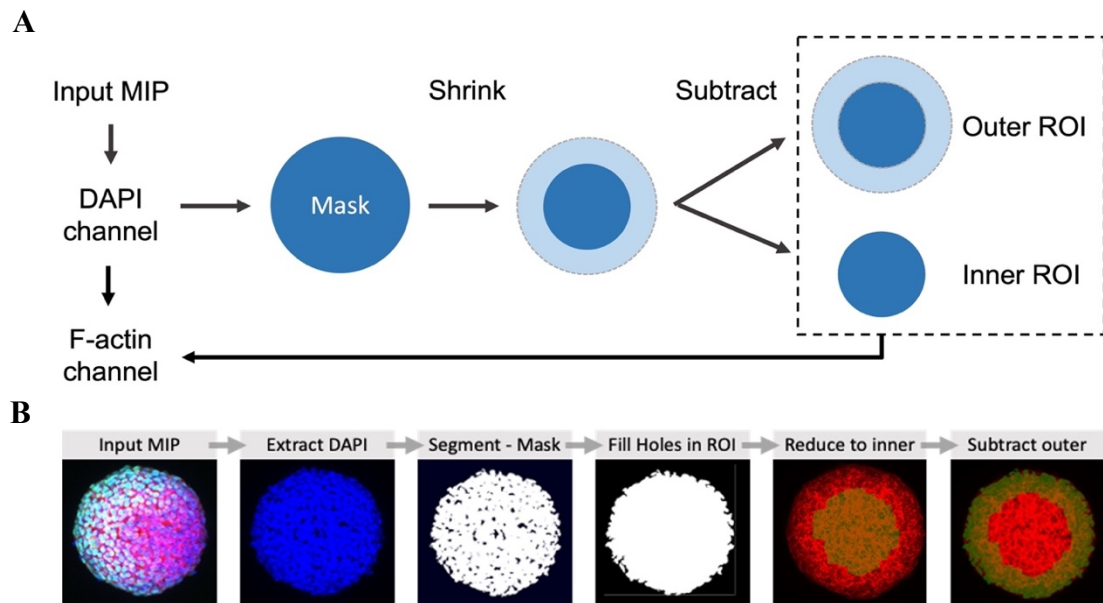 A
Input MIP
Shrink
Subtract
Outer ROI
DAPI
channel
Mask
Inner ROI
F-actin
channel
B
Input MIP
Extract DAPI
Segment - Mask
Fill Holes in ROI
Reduce to inner
Subtract outer